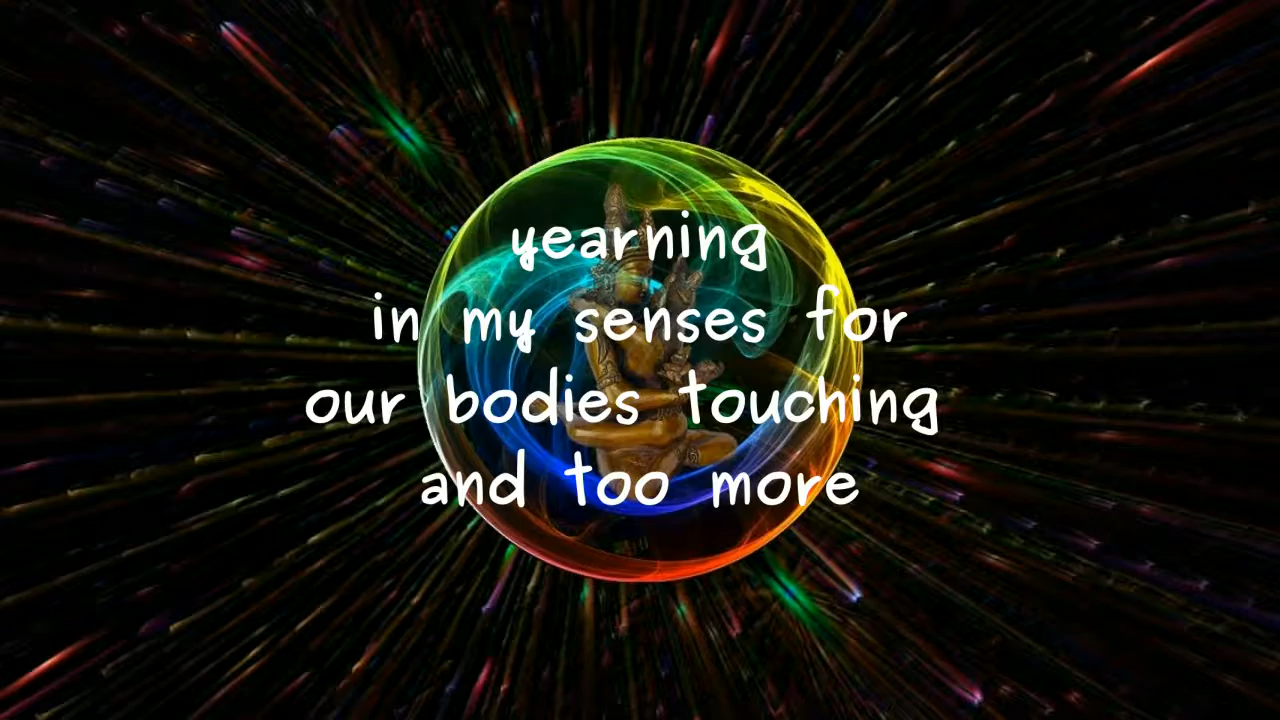 yearning
in my senses for
our bodies touching
and too more